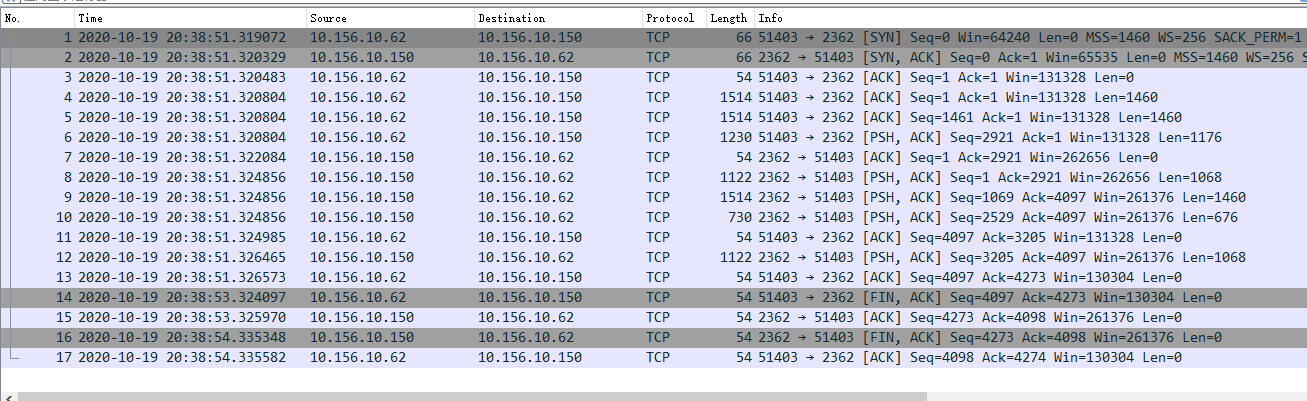 No. Time Source Destination Protocol Length Info
1 2020-10-19 20:38:51.319072 10.156.10.62 10.156.10.150 TCP 66 51403 → 2362 [SYN] Seq=0 Win=64240 Len=0 MSS=1460 WS=256 SACK_PERM=1
2 2020-10-19 20:38:51.320329 10.156.10.150 10.156.10.62 TCP 66 2362 → 51403 [SYN, ACK] Seq=0 Ack=1 Win=65535 Len=0 MSS=1460 WS=256 S
3 2020-10-19 20:38:51.320483 10.156.10.62 10.156.10.150 TCP 54 51403 → 2362 [ACK] Seq=1 Ack=1 Win=131328 Len=0
4 2020-10-19 20:38:51.320804 10.156.10.62 10.156.10.150 TCP 1514 51403 → 2362 [ACK] Seq=1 Ack=1 Win=131328 Len=1460
5 2020-10-19 20:38:51.320804 10.156.10.62 10.156.10.150 TCP 1514 51403 → 2362 [ACK] Seq=1461 Ack=1 Win=131328 Len=1460
6 2020-10-19 20:38:51.320804 10.156.10.62 10.156.10.150 TCP 1230 51403 → 2362 [PSH, ACK] Seq=2921 Ack=1 Win=131328 Len=1176
7 2020-10-19 20:38:51.322084 10.156.10.150 10.156.10.62 TCP 54 2362 → 51403 [ACK] Seq=1 Ack=2921 Win=262656 Len=0
8 2020-10-19 20:38:51.324856 10.156.10.150 10.156.10.62 TCP 1122 2362 → 51403 [PSH, ACK] Seq=1 Ack=2921 Win=262656 Len=1068
9 2020-10-19 20:38:51.324856 10.156.10.150 10.156.10.62 TCP 1514 2362 → 51403 [PSH, ACK] Seq=1069 Ack=4097 Win=261376 Len=1460
10 2020-10-19 20:38:51.324856 10.156.10.150 10.156.10.62 TCP 730 2362 → 51403 [PSH, ACK] Seq=2529 Ack=4097 Win=261376 Len=676
11 2020-10-19 20:38:51.324985 10.156.10.62 10.156.10.150 TCP 54 51403 → 2362 [ACK] Seq=4097 Ack=3205 Win=131328 Len=0
12 2020-10-19 20:38:51.326465 10.156.10.150 10.156.10.62 TCP 1122 2362 → 51403 [PSH, ACK] Seq=3205 Ack=4097 Win=261376 Len=1068
13 2020-10-19 20:38:51.326573 10.156.10.62 10.156.10.150 TCP 54 51403 → 2362 [ACK] Seq=4097 Ack=4273 Win=130304 Len=0
14 2020-10-19 20:38:53.324097 10.156.10.62 10.156.10.150 TCP 54 51403 → 2362 [FIN, ACK] Seq=4097 Ack=4273 Win=130304 Len=0
15 2020-10-19 20:38:53.325970 10.156.10.150 10.156.10.62 TCP 54 2362 → 51403 [ACK] Seq=4273 Ack=4098 Win=261376 Len=0
16 2020-10-19 20:38:54.335348 10.156.10.150 10.156.10.62 TCP 54 2362 → 51403 [FIN, ACK] Seq=4273 Ack=4098 Win=261376 Len=0
17 2020-10-19 20:38:54.335582 10.156.10.62 10.156.10.150 TCP 54 51403 → 2362 [ACK] Seq=4098 Ack=4274 Win=130304 Len=0